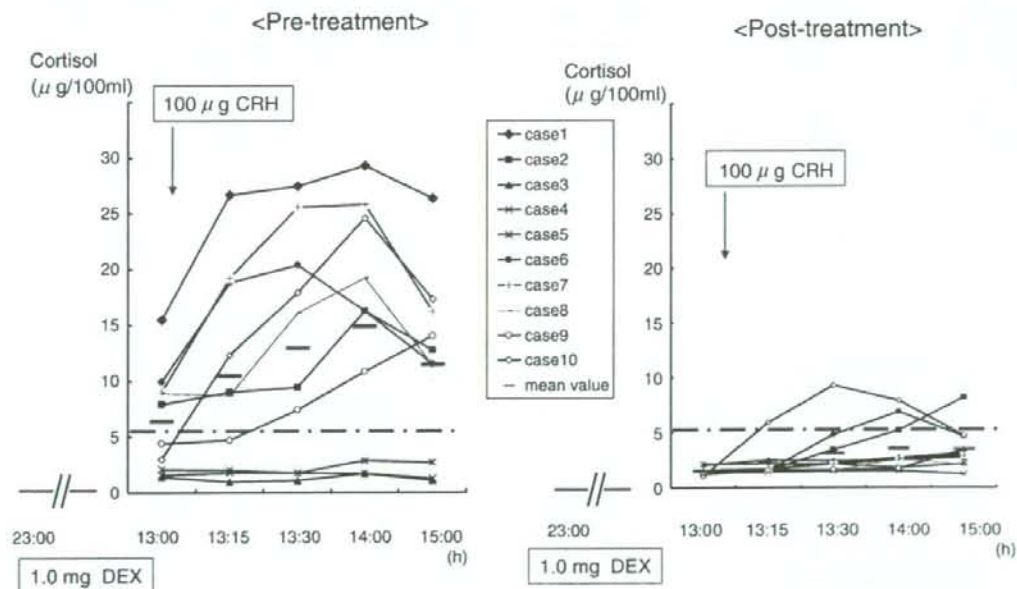 <Pre-treatment>
Cortisol
(μ g/100ml)
100 μ g CRH
30
25
20
15
10
5
0
23:00
13:00
13:15
13:30
14:00
15:00
(h)
1.0 mg DEX
case1
case2
case3
case4
case5
case6
case7
case8
case9
case10
mean value
<Post-treatment>
Cortisol
(μ g/100ml)
100 μ g CRH
30
25
20
15
10
5
0
23:00
13:00
13:15
13:30
14:00
15:00
(h)
1.0 mg DEX